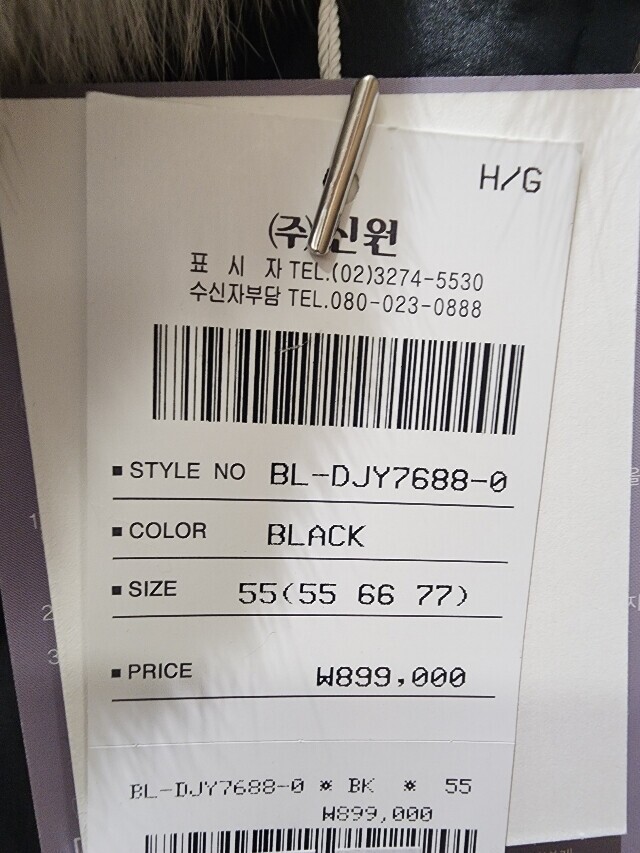 H/G
(주)신원
표 시 자 TEL.(02)3274-5530
수신자부담 TEL.080-023-0888
■ STYLE NO BL-DJY7688-0
■ COLOR BLACK
■ SIZE 55(55 66 77)
■ PRICE ₩899,000
BL-DJY7688-0 * BK * 55
₩899,000